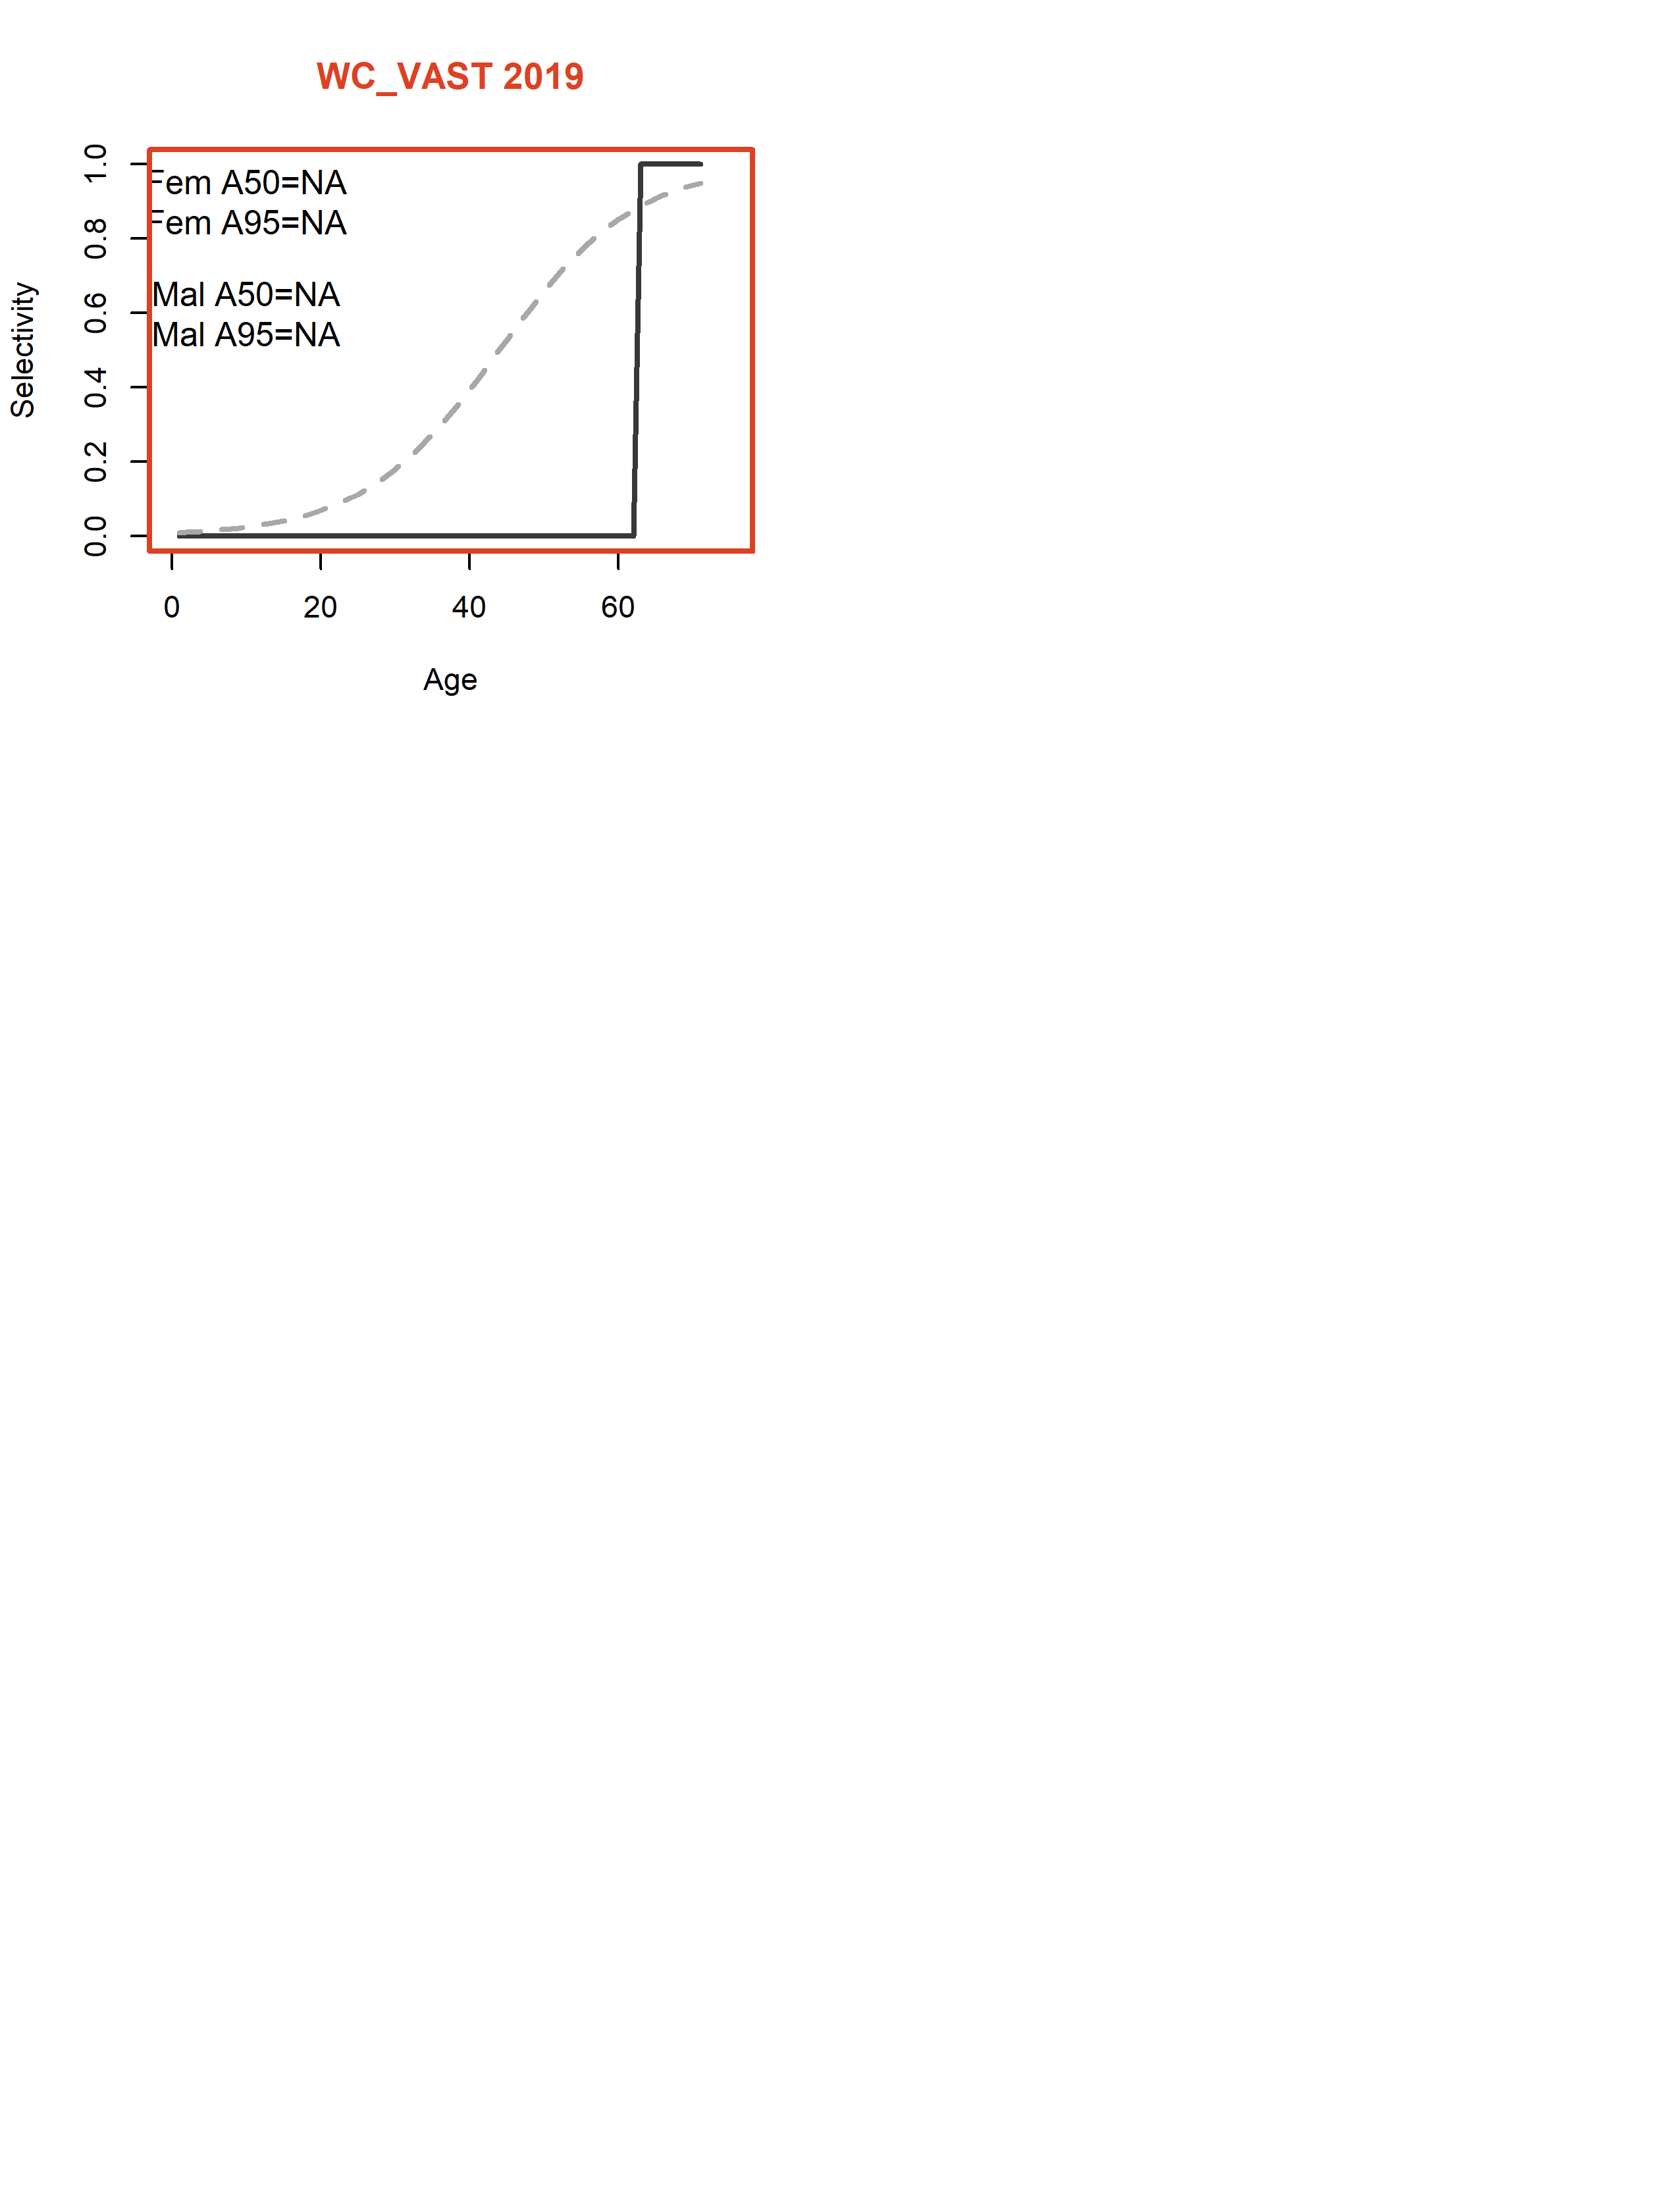 WC_VAST 2019
Fem A50=NA
Fem A95=NA
Mal A50=NA
Mal A95=NA
Selectivity
1.0
0.8
0.6
0.4
0.2
0.0
0 20 40 60
Age